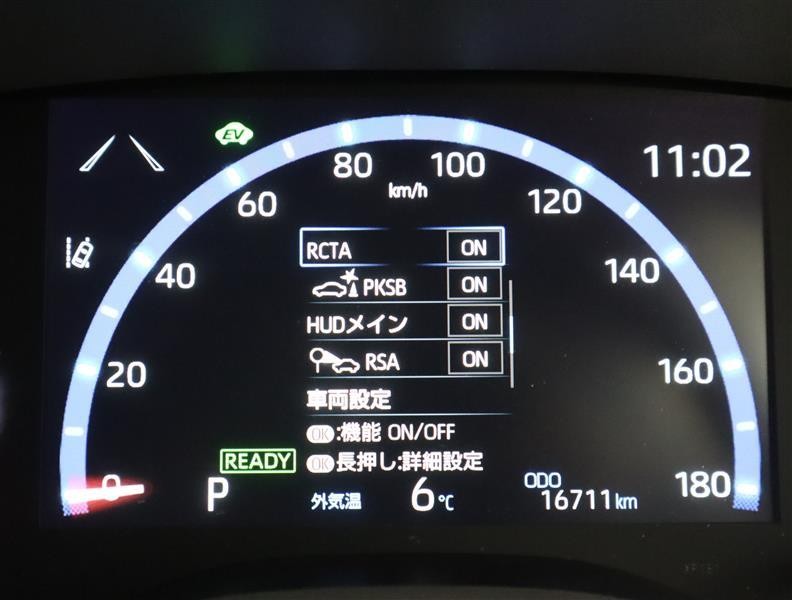 EV
11:02
80
100
km/h
60
120
40
140
20
160
0
180
RCTA ON
PKSB ON
HUDメイン ON
RSA ON
車両設定
OK:機能 ON/OFF
OK長押し:詳細設定
READY
P
外気温 6℃
ODO
16711km